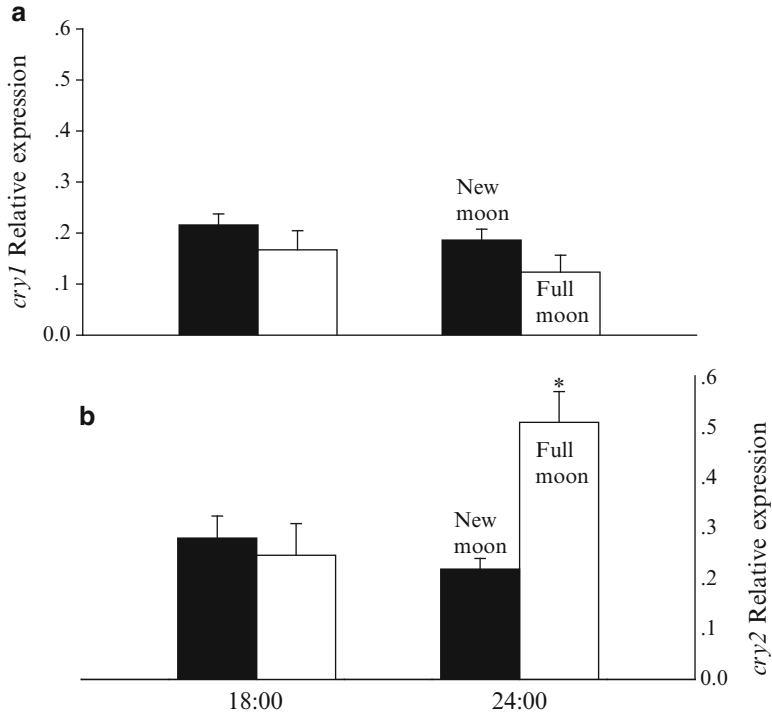 a
cry1 Relative expression
.6
.5
.4
.3
.2
.1
0.0
New
moon
Full
moon
b
*
Full
moon
New
moon
.6
.5
.4
.3
.2
.1
0.0
cry2 Relative expression
18:00
24:00